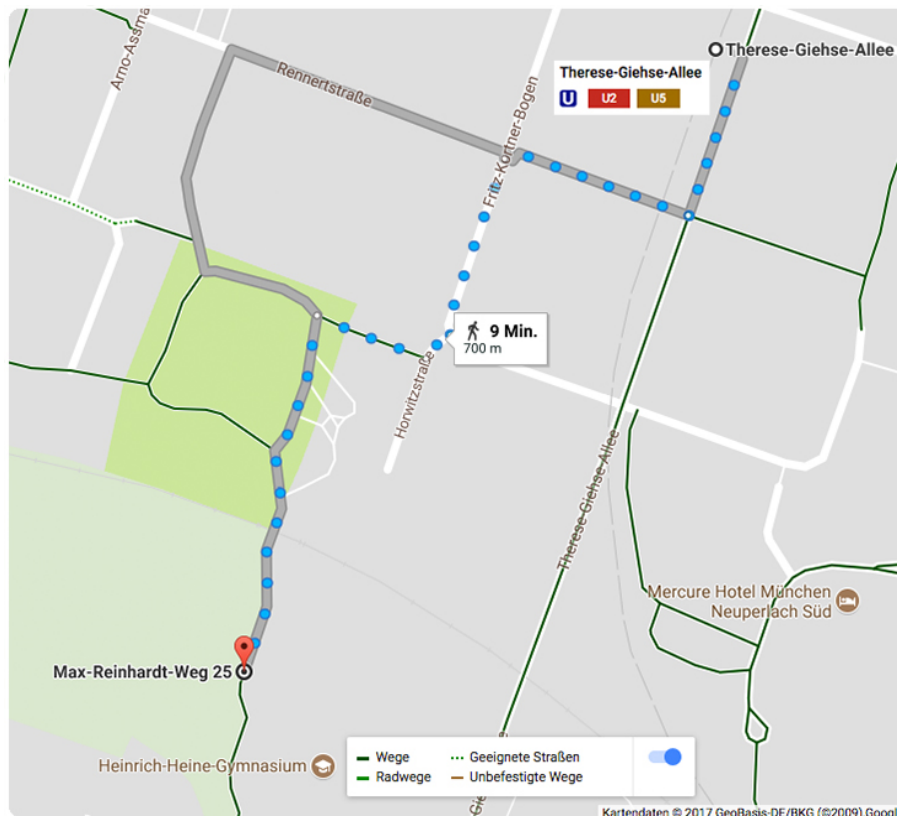 Arno-Assma
Rennertstraße
Fritz-Kortner-Bogen
Therese-Giehse-Allee
Therese-Giehse-Allee
U U2 U5
9 Min.
700 m
Horwitzstraße
Therese-Giehse-Allee
Mercure Hotel München
Neuperlach Süd
Max-Reinhardt-Weg 25
Heinrich-Heine-Gymnasium
Wege
Geeignete Straßen
Radwege
Unbefestigte Wege
Kartendaten © 2017 GeoBasis-DE/BKG (©2009) Googl